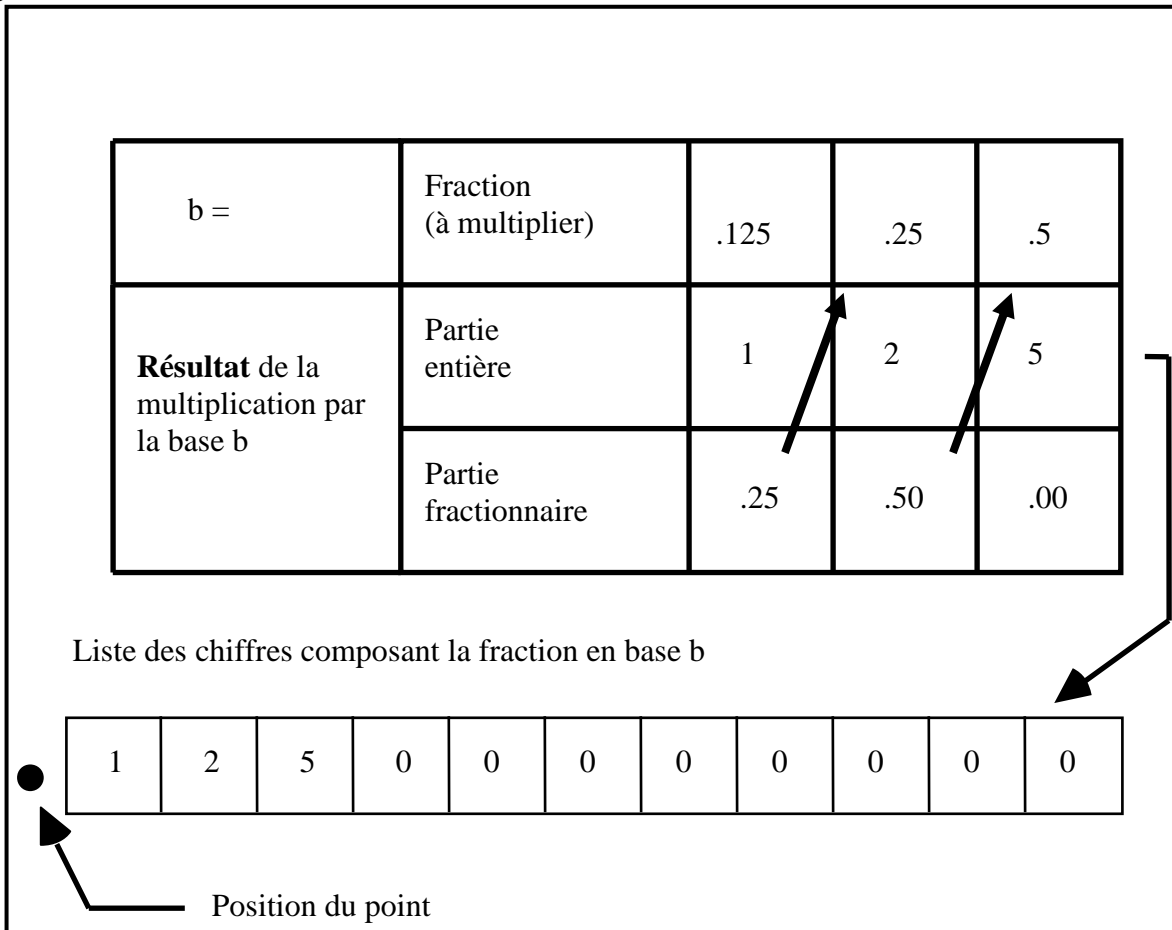 b =
Fraction
(à multiplier)
.125 .25 .5
Résultat de la
multiplication par
la base b
Partie
entière
1 2 5
Partie
fractionnaire
.25 .50 .00
Liste des chiffres composant la fraction en base b
1 2 5 0 0 0 0 0 0 0 0
Position du point